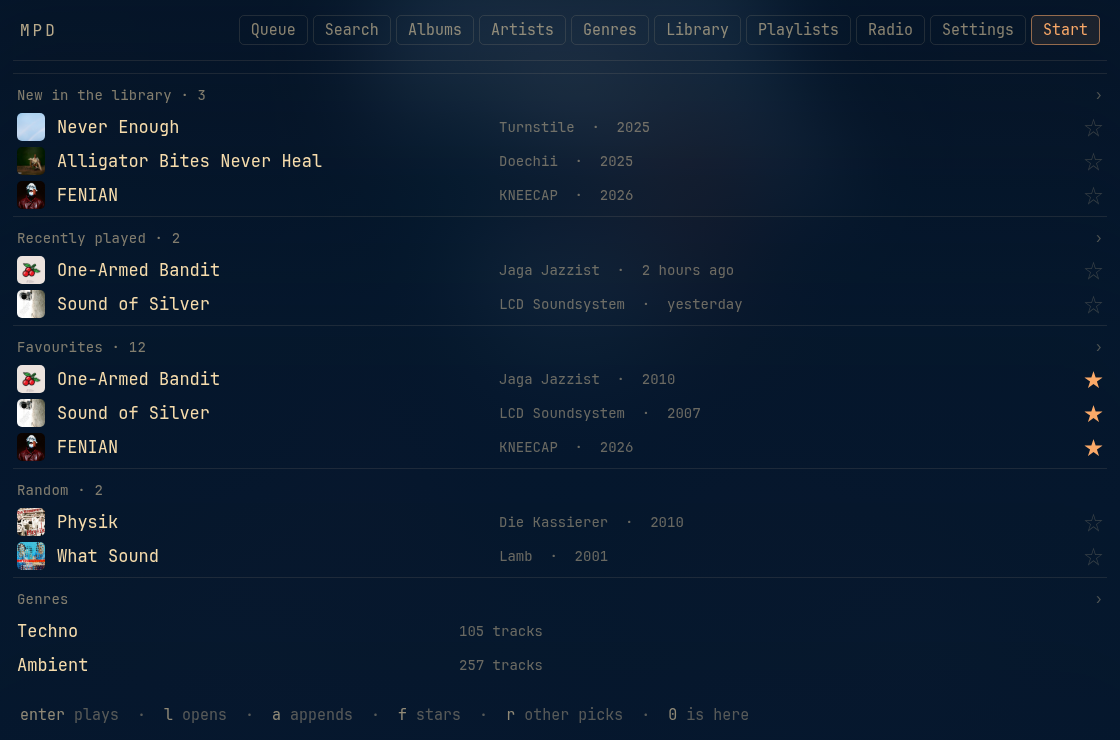 MPD Queue Search Albums Artists Genres Library Playlists Radio Settings Start
New in the library · 3 ›
Never Enough Turnstile · 2025 ☆
Alligator Bites Never Heal Doechii · 2025 ☆
FENIAN KNEECAP · 2026 ☆
Recently played · 2 ›
One-Armed Bandit Jaga Jazzist · 2 hours ago ☆
Sound of Silver LCD Soundsystem · yesterday ☆
Favourites · 12 ›
One-Armed Bandit Jaga Jazzist · 2010 ★
Sound of Silver LCD Soundsystem · 2007 ★
FENIAN KNEECAP · 2026 ★
Random · 2
Physik Die Kassierer · 2010 ☆
What Sound Lamb · 2001 ☆
Genres ›
Techno 105 tracks
Ambient 257 tracks
enter plays · l opens · a appends · f stars · r other picks · 0 is here